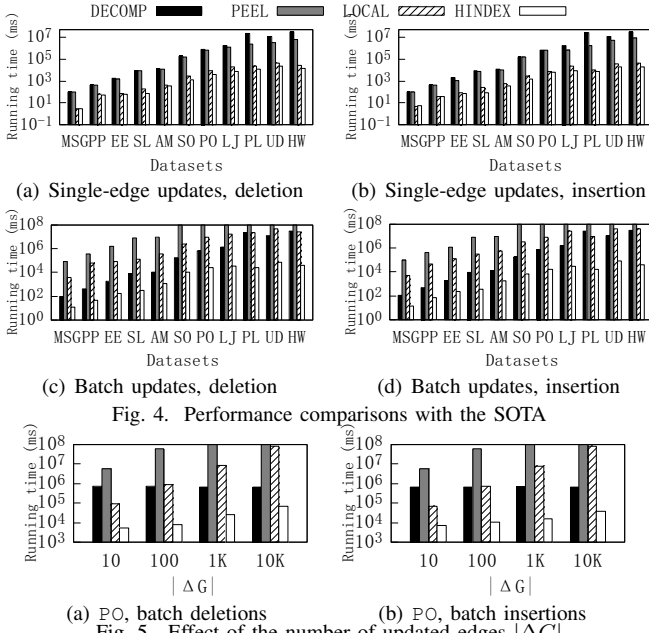 DECOMP PEEL LOCAL HINDEX
Running time (ms)
10^7
10^5
10^3
10^1
10^-1
MSG PP EE SL AM SO PO LJ PL UD HW
Datasets
(a) Single-edge updates, deletion
Running time (ms)
10^7
10^5
10^3
10^1
10^-1
MSG PP EE SL AM SO PO LJ PL UD HW
Datasets
(b) Single-edge updates, insertion
Running time (ms)
10^8
10^6
10^4
10^2
10^0
MSG PP EE SL AM SO PO LJ PL UD HW
Datasets
(c) Batch updates, deletion
Running time (ms)
10^8
10^6
10^4
10^2
10^0
MSG PP EE SL AM SO PO LJ PL UD HW
Datasets
(d) Batch updates, insertion
Fig. 4. Performance comparisons with the SOTA
Running time (ms)
10^8
10^7
10^6
10^5
10^4
10^3
10 100 1K 10K
|ΔG|
(a) PO, batch deletions
Running time (ms)
10^8
10^7
10^6
10^5
10^4
10^3
10 100 1K 10K
|ΔG|
(b) PO, batch insertions
Fig. 5. Effect of the number of updated edges |ΔG|